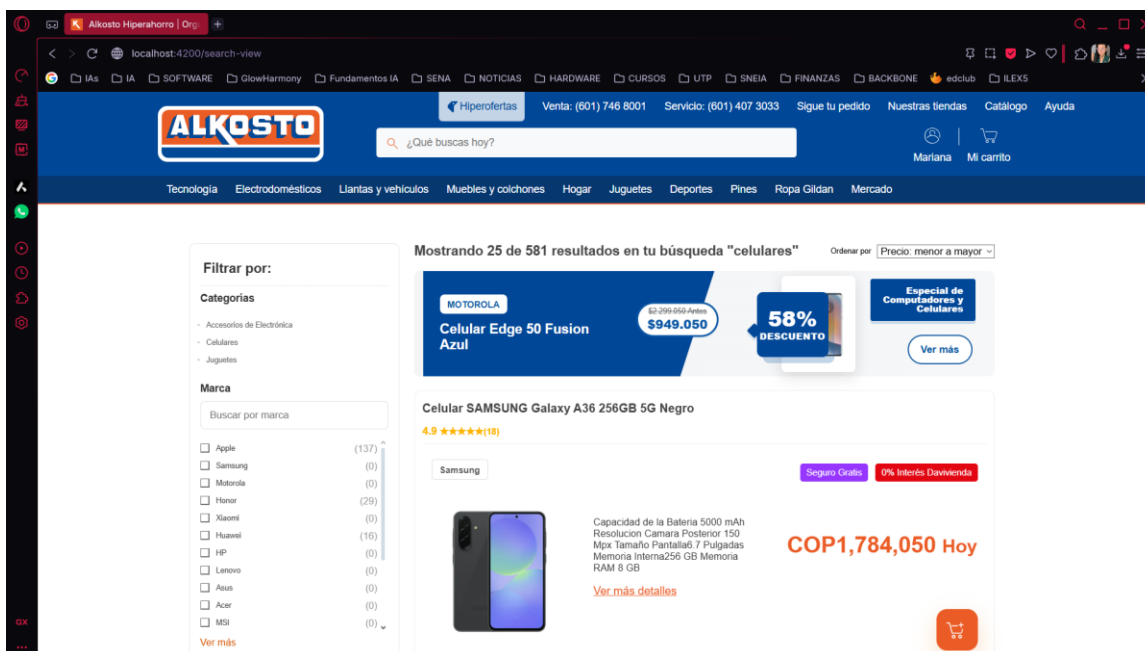 Alkosto Hiperahorro | Org
localhost:4200/search-view
IAs IA SOFTWARE GlowHarmony Fundamentos IA SENA NOTICIAS HARDWARE CURSOS UTP SNEIA FINANZAS BACKBONE edclub ILEX5
Hiperofertas Venta: (601) 746 8001 Servicio: (601) 407 3033 Sigue tu pedido Nuestras tiendas Catálogo Ayuda
ALKOSTO
¿Qué buscas hoy?
Mariana Mi carrito
Tecnología Electrodomésticos Llantas y vehículos Muebles y colchones Hogar Juguetes Deportes Pines Ropa Gildan Mercado
Filtrar por:
Categorías
- Accesorios de Electrónica
- Celulares
- Juguetes
Marca
Buscar por marca
Apple (137)
Samsung (0)
Motorola (0)
Honor (29)
Xiaomi (0)
Huawei (16)
HP (0)
Lenovo (0)
Asus (0)
Acer (0)
MSI (0)
Ver más
Mostrando 25 de 581 resultados en tu búsqueda "celulares"
Ordenar por Precio: menor a mayor
MOTOROLA
Celular Edge 50 Fusion
Azul
$2.299.050 Antes
$949.050
58%
DESCUENTO
Especial de
Computadores y
Celulares
Ver más
Celular SAMSUNG Galaxy A36 256GB 5G Negro
4.9 ★★★★★(18)
Samsung
Seguro Gratis 0% Interés Davivienda
Capacidad de la Bateria 5000 mAh
Resolucion Camara Posterior 150
Mpx Tamaño Pantalla6.7 Pulgadas
Memoria Interna256 GB Memoria
RAM 8 GB
Ver más detalles
COP1,784,050 Hoy
GX